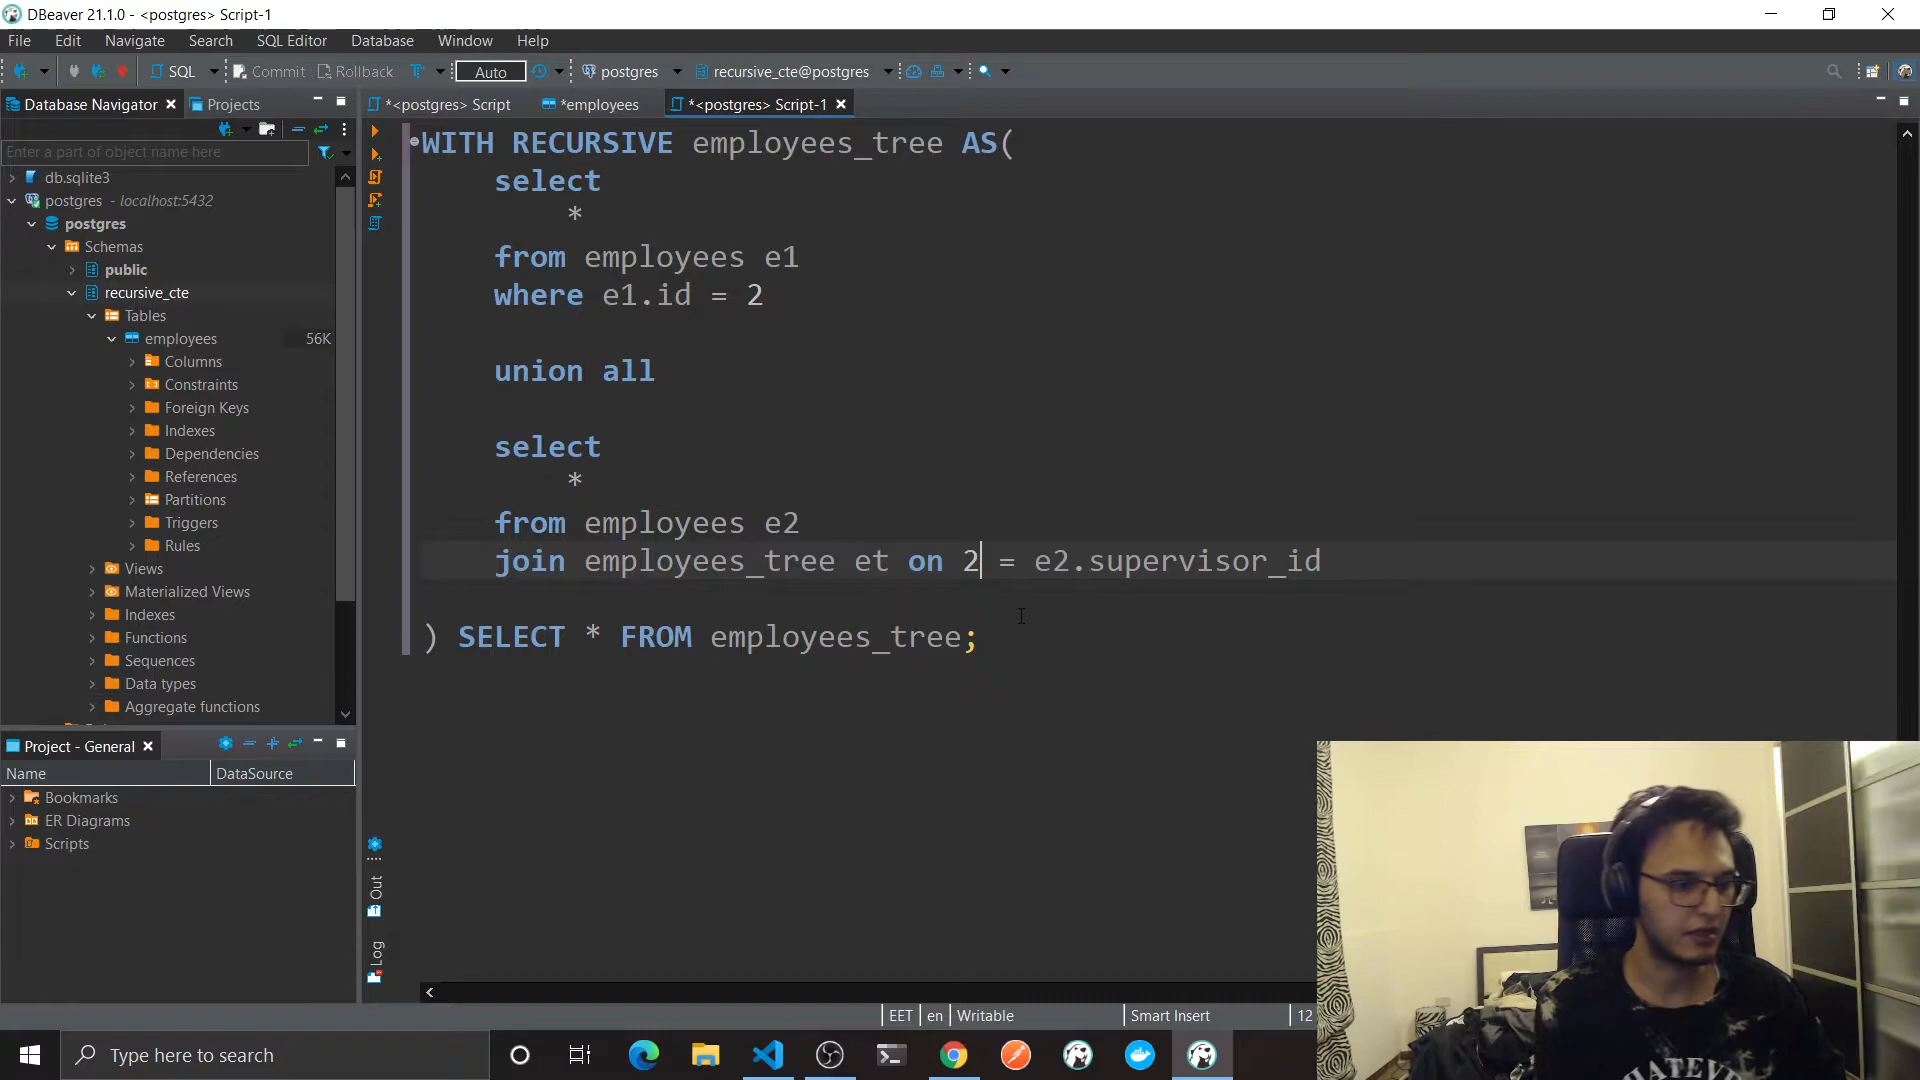 DBeaver 21.1.0 - <postgres> Script-1
File Edit Navigate Search SQL Editor Database Window Help
SQL Commit Rollback Auto postgres recursive_cte@postgres
Database Navigator Projects *<postgres> Script *employees *<postgres> Script-1
Enter a part of object name here
db.sqlite3
postgres - localhost:5432
postgres
Schemas
public
recursive_cte
Tables
employees 56K
Columns
Constraints
Foreign Keys
Indexes
Dependencies
References
Partitions
Triggers
Rules
Views
Materialized Views
Indexes
Functions
Sequences
Data types
Aggregate functions
WITH RECURSIVE employees_tree AS(
select
*
from employees e1
where e1.id = 2
union all
select
*
from employees e2
join employees_tree et on 2 = e2.supervisor_id
) SELECT * FROM employees_tree;
Project - General
Name DataSource
Bookmarks
ER Diagrams
Scripts
Out
Log
EET en Writable Smart Insert 12
Type here to search
WHATEVER